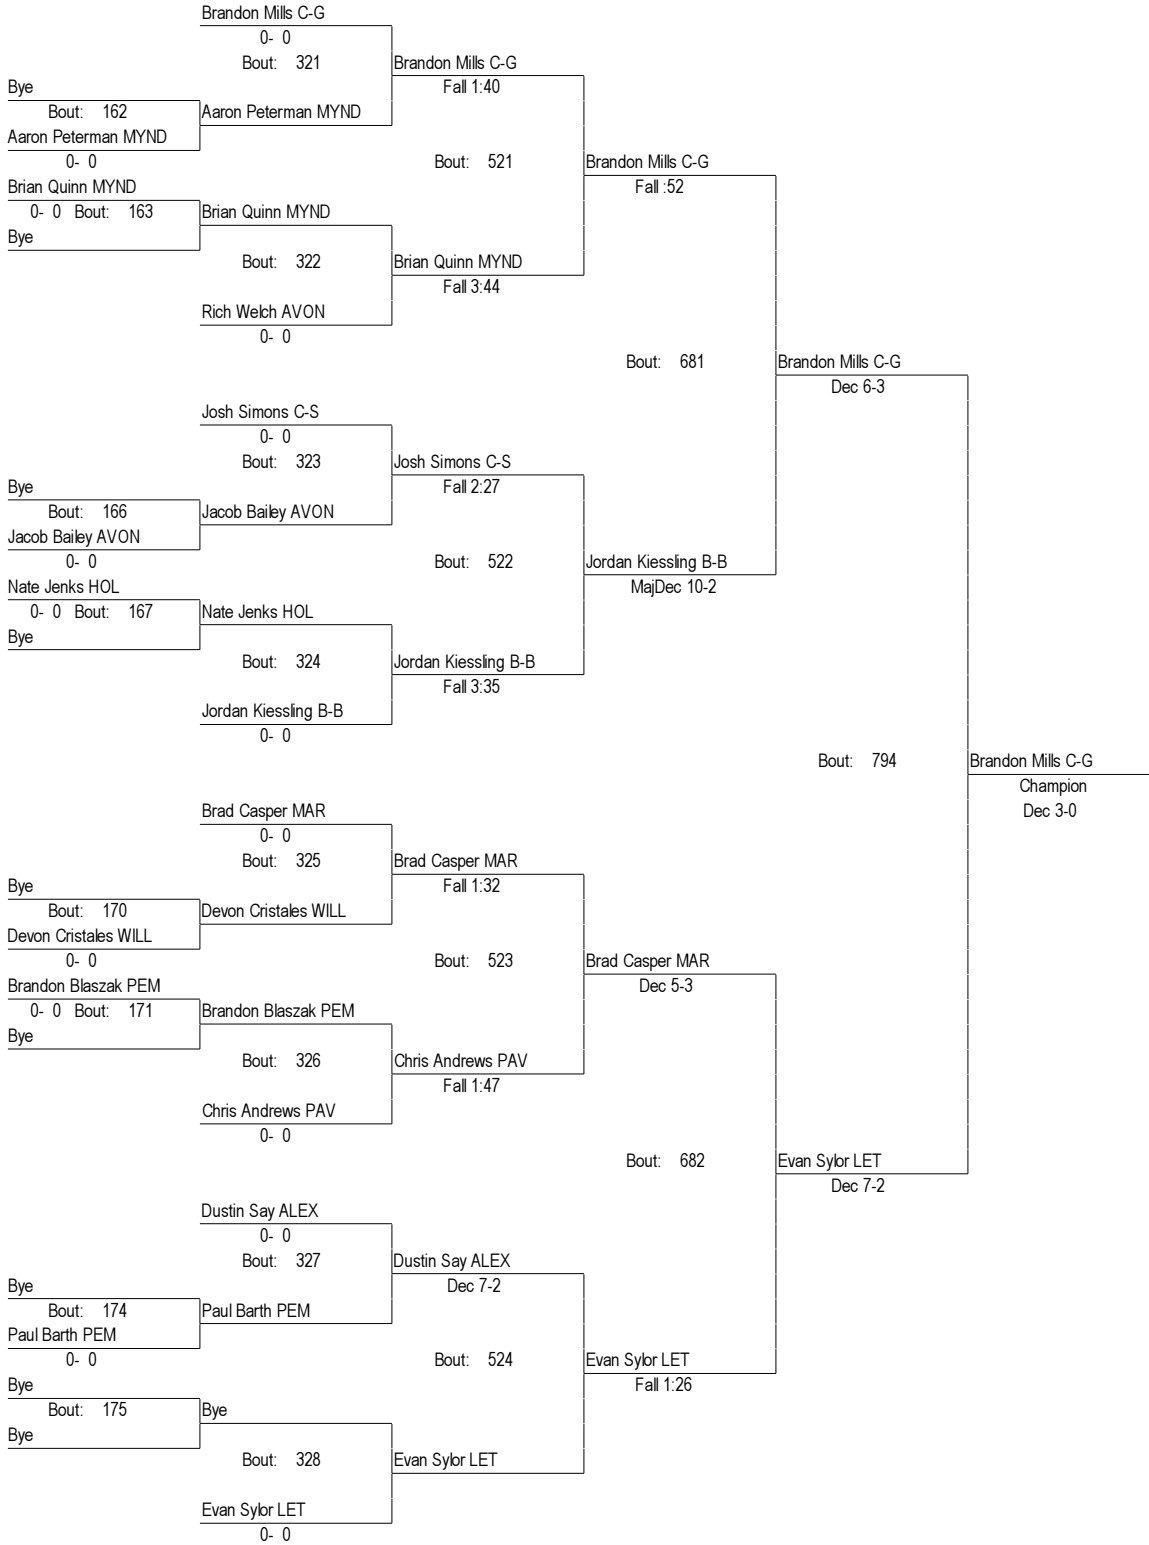 Brandon Mills C-G
0- 0
Bout: 321
Brandon Mills C-G
Fall 1:40
Bye
Bout: 162
Aaron Peterman MYND
Aaron Peterman MYND
0- 0
Bout: 521
Brandon Mills C-G
Fall :52
Brian Quinn MYND
0- 0 Bout: 163
Brian Quinn MYND
Bye
Bout: 322
Brian Quinn MYND
Fall 3:44
Rich Welch AVON
0- 0
Bout: 681
Brandon Mills C-G
Dec 6-3
Josh Simons C-S
0- 0
Bout: 323
Josh Simons C-S
Fall 2:27
Bye
Bout: 166
Jacob Bailey AVON
Jacob Bailey AVON
0- 0
Bout: 522
Jordan Kiessling B-B
MajDec 10-2
Nate Jenks HOL
0- 0 Bout: 167
Nate Jenks HOL
Bye
Bout: 324
Jordan Kiessling B-B
Fall 3:35
Jordan Kiessling B-B
0- 0
Bout: 794
Brandon Mills C-G
Champion
Dec 3-0
Brad Casper MAR
0- 0
Bout: 325
Brad Casper MAR
Fall 1:32
Bye
Bout: 170
Devon Cristales WILL
Devon Cristales WILL
0- 0
Bout: 523
Brad Casper MAR
Dec 5-3
Brandon Blaszak PEM
0- 0 Bout: 171
Brandon Blaszak PEM
Bye
Bout: 326
Chris Andrews PAV
Fall 1:47
Chris Andrews PAV
0- 0
Bout: 682
Evan Sylor LET
Dec 7-2
Dustin Say ALEX
0- 0
Bout: 327
Dustin Say ALEX
Dec 7-2
Bye
Bout: 174
Paul Barth PEM
Paul Barth PEM
0- 0
Bout: 524
Evan Sylor LET
Fall 1:26
Bye
Bout: 175
Bye
Bye
Bout: 328
Evan Sylor LET
Evan Sylor LET
0- 0